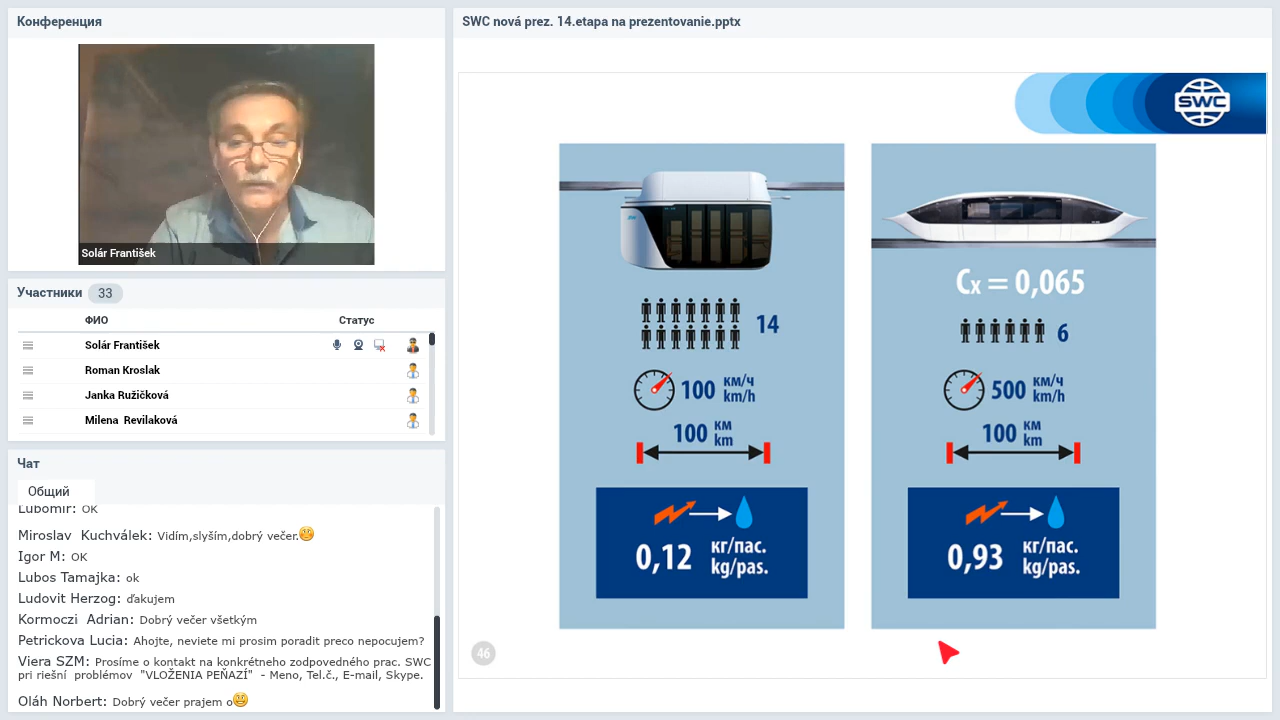 Конференция
Solár František
Участники 33
ФИО Статус
Solár František
Roman Kroslak
Janka Ružičková
Milena Revilaková
Чат
Общий
Lubomir: OK
Miroslav Kuchválek: Vidím,slyším,dobrý večer.
Igor M: OK
Lubos Tamajka: ok
Ludovit Herzog: ďakujem
Kormoczi Adrian: Dobrý večer všetkým
Petrickova Lucia: Ahojte, neviete mi prosim poradit preco nepocujem?
Viera SZM: Prosíme o kontakt na konkrétneho zodpovedného prac. SWC
pri riešní problémov "VLOŽENIA PEŇAZÍ" - Meno, Tel.č., E-mail, Skype.
Oláh Norbert: Dobrý večer prajem o
SWC nová prez. 14.etapa na prezentovanie.pptx
SWC
14
100 км/ч
km/h
100 км
km
0,12 кг/пас.
kg/pas.
Cx = 0,065
6
500 км/ч
km/h
100 км
km
0,93 кг/пас.
kg/pas.
46